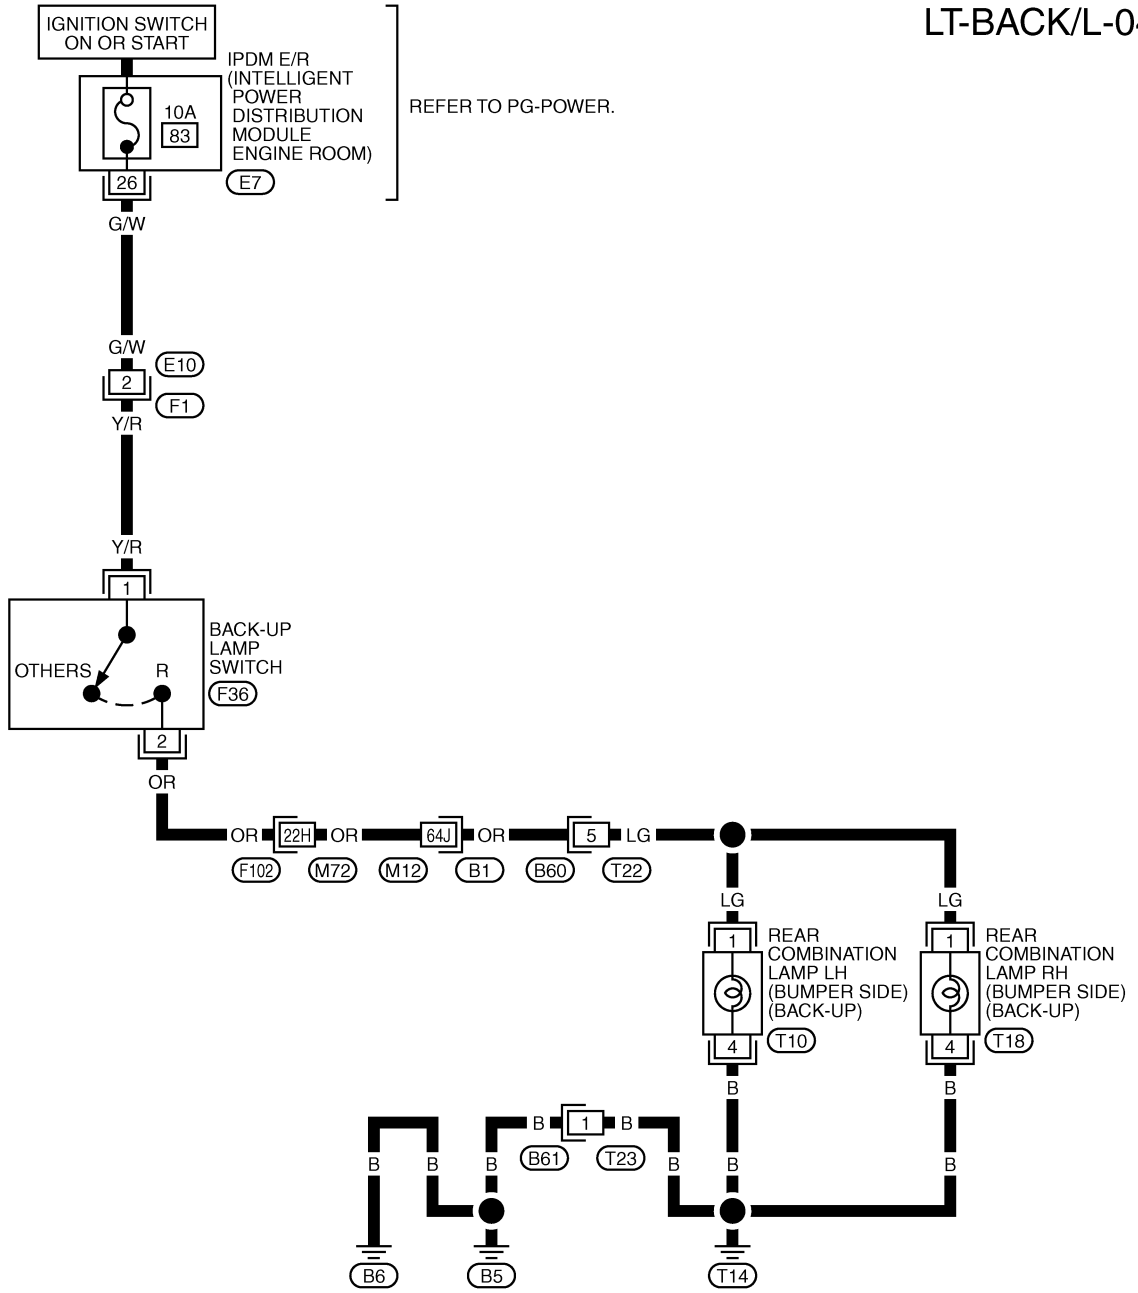 LT-BACK/L-04
IGNITION SWITCH
ON OR START
IPDM E/R
(INTELLIGENT
POWER
DISTRIBUTION
MODULE
ENGINE ROOM)
REFER TO PG-POWER.
10A
83
26
E7
G/W
G/W
E10
2
F1
Y/R
Y/R
1
BACK-UP
LAMP
SWITCH
OTHERS
R
F36
2
OR
OR
22H
OR
64J
OR
5
LG
F102
M72
M12
B1
B60
T22
LG
LG
1
REAR
COMBINATION
LAMP LH
(BUMPER SIDE)
(BACK-UP)
1
REAR
COMBINATION
LAMP RH
(BUMPER SIDE)
(BACK-UP)
4
T10
4
T18
B
B
B
1
B
B61
T23
B
B
B
B
B
B
B6
B5
T14